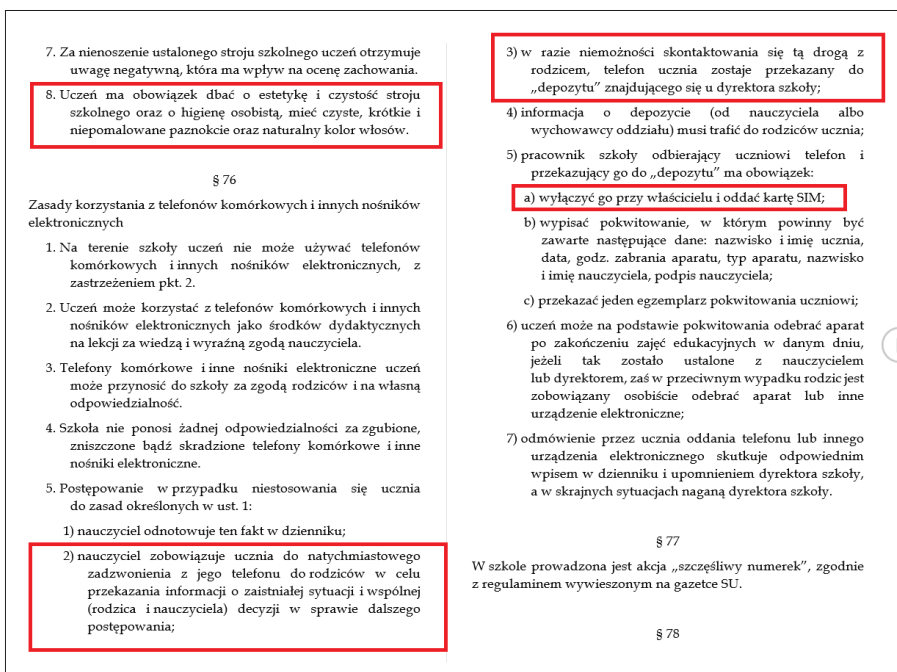 7. Za nienoszenie ustalonego stroju szkolnego uczeń otrzymuje
uwagę negatywną, która ma wpływ na ocenę zachowania.
8. Uczeń ma obowiązek dbać o estetykę i czystość stroju
szkolnego oraz o higienę osobistą, mieć czyste, krótkie i
niepomalowane paznokcie oraz naturalny kolor włosów.
§ 76
Zasady korzystania z telefonów komórkowych i innych nośników
elektronicznych
1. Na terenie szkoły uczeń nie może używać telefonów
komórkowych i innych nośników elektronicznych, z
zastrzeżeniem pkt. 2.
2. Uczeń może korzystać z telefonów komórkowych i innych
nośników elektronicznych jako środków dydaktycznych
na lekcji za wiedzą i wyraźną zgodą nauczyciela.
3. Telefony komórkowe i inne nośniki elektroniczne uczeń
może przynosić do szkoły za zgodą rodziców i na własną
odpowiedzialność.
4. Szkoła nie ponosi żadnej odpowiedzialności za zgubione,
zniszczone bądź skradzione telefony komórkowe i inne
nośniki elektroniczne.
5. Postępowanie w przypadku niestosowania się ucznia
do zasad określonych w ust. 1:
1) nauczyciel odnotowuje ten fakt w dzienniku;
2) nauczyciel zobowiązuje ucznia do natychmiastowego
zadzwonienia z jego telefonu do rodziców w celu
przekazania informacji o zaistniałej sytuacji i wspólnej
(rodzica i nauczyciela) decyzji w sprawie dalszego
postępowania;
3) w razie niemożności skontaktowania się tą drogą z
rodzicem, telefon ucznia zostaje przekazany do
„depozytu” znajdującego się u dyrektora szkoły;
4) informacja o depozycie (od nauczyciela albo
wychowawcy oddziału) musi trafić do rodziców ucznia;
5) pracownik szkoły odbierający uczniowi telefon i
przekazujący go do „depozytu” ma obowiązek:
a) wyłączyć go przy właścicielu i oddać kartę SIM;
b) wypisać pokwitowanie, w którym powinny być
zawarte następujące dane: nazwisko i imię ucznia,
data, godz. zabrania aparatu, typ aparatu, nazwisko
i imię nauczyciela, podpis nauczyciela;
c) przekazać jeden egzemplarz pokwitowania uczniowi;
6) uczeń może na podstawie pokwitowania odebrać aparat
po zakończeniu zajęć edukacyjnych w danym dniu,
jeżeli tak zostało ustalone z nauczycielem
lub dyrektorem, zaś w przeciwnym wypadku rodzic jest
zobowiązany osobiście odebrać aparat lub inne
urządzenie elektroniczne;
7) odmówienie przez ucznia oddania telefonu lub innego
urządzenia elektronicznego skutkuje odpowiednim
wpisem w dzienniku i upomnieniem dyrektora szkoły,
a w skrajnych sytuacjach naganą dyrektora szkoły.
§ 77
W szkole prowadzona jest akcja „szczęśliwy numerek”, zgodnie
z regulaminem wywieszonym na gazetce SU.
§ 78